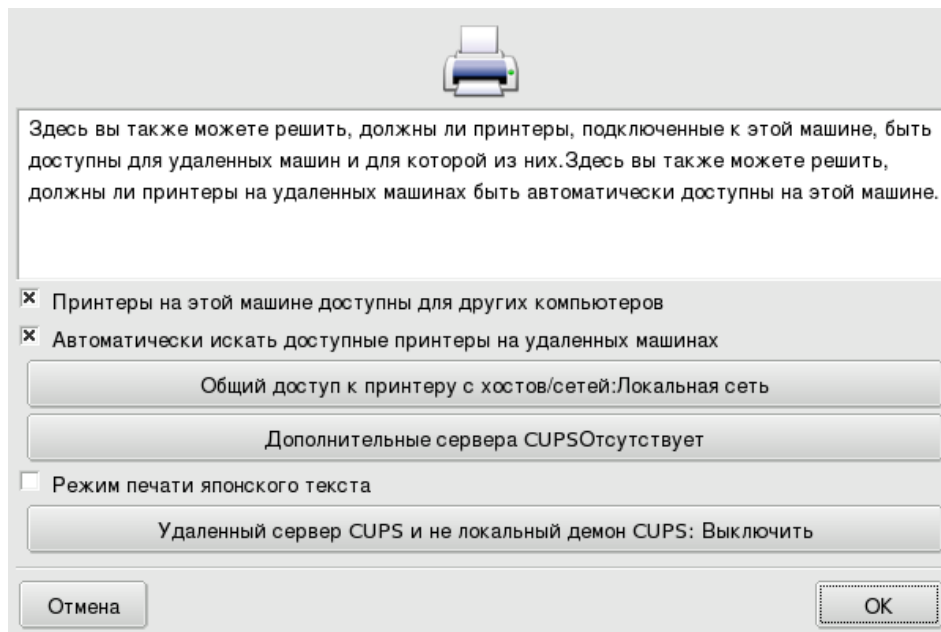 Здесь вы также можете решить, должны ли принтеры, подключенные к этой машине, быть
доступны для удаленных машин и для которой из них.Здесь вы также можете решить,
должны ли принтеры на удаленных машинах быть автоматически доступны на этой машине.
Принтеры на этой машине доступны для других компьютеров
Автоматически искать доступные принтеры на удаленных машинах
Общий доступ к принтеру с хостов/сетей:Локальная сеть
Дополнительные сервера CUPSОтсутствует
Режим печати японского текста
Удаленный сервер CUPS и не локальный демон CUPS: Выключить
Отмена
OK